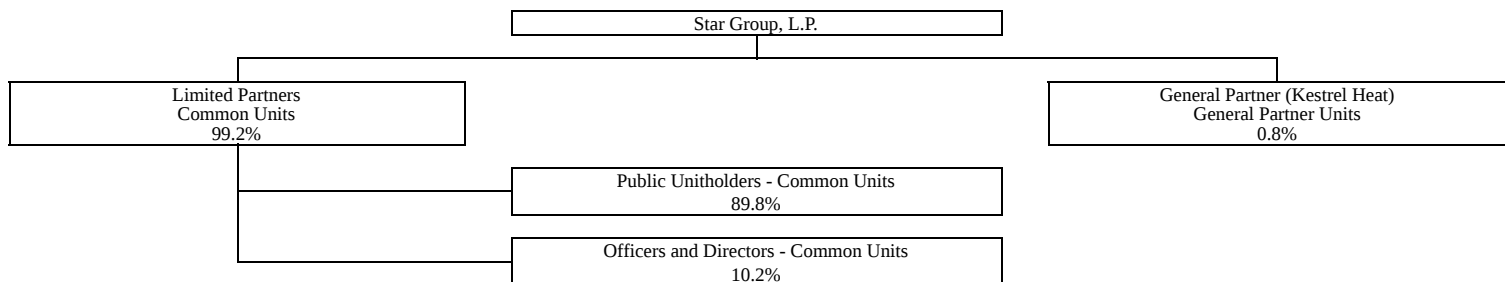 Star Group, L.P.
Limited Partners
Common Units
99.2%
General Partner (Kestrel Heat)
General Partner Units
0.8%
Public Unitholders - Common Units
89.8%
Officers and Directors - Common Units
10.2%